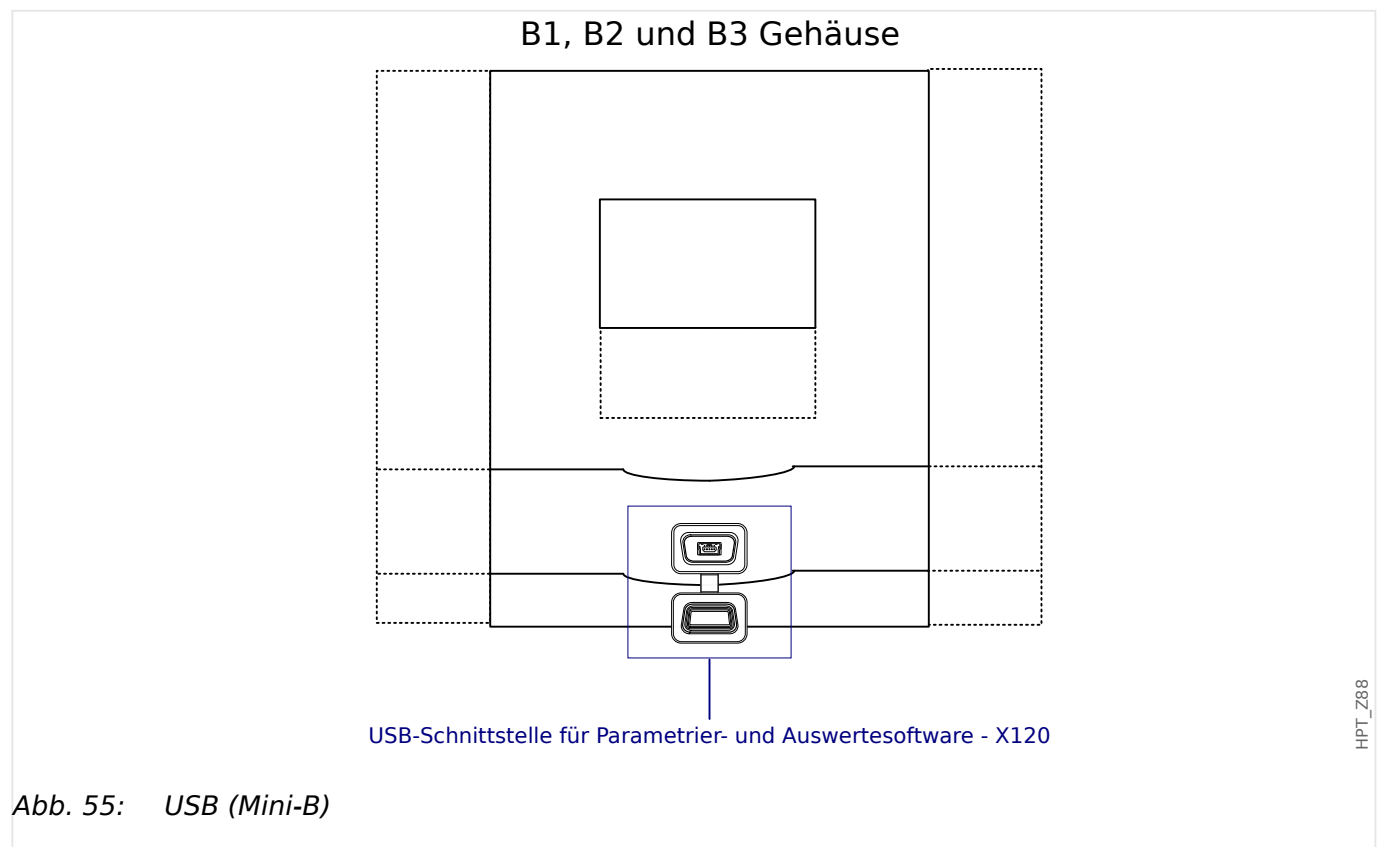 B1, B2 und B3 Gehäuse
USB-Schnittstelle für Parametrier- und Auswertesoftware - X120
HPT_Z88
Abb. 55: USB (Mini-B)